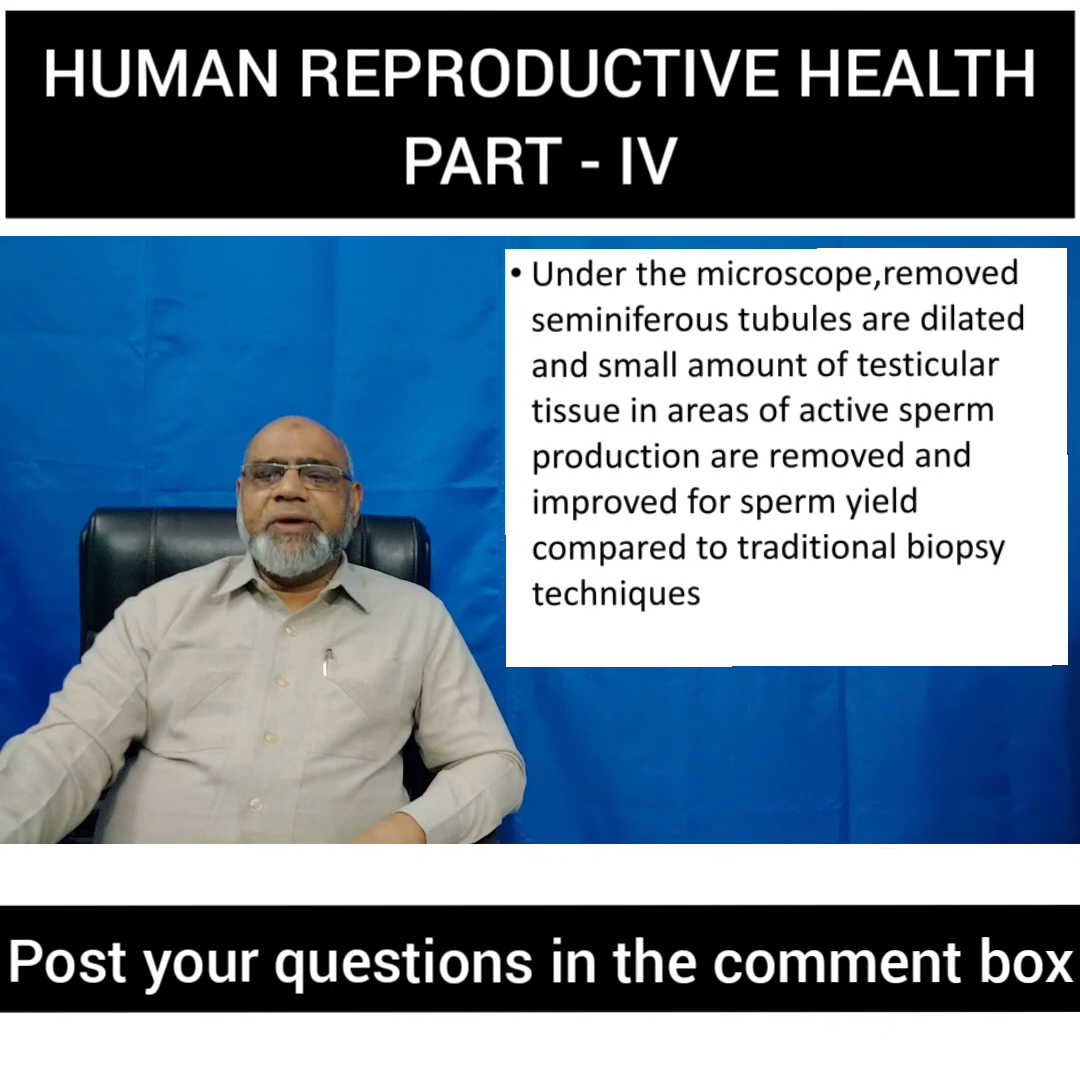 HUMAN REPRODUCTIVE HEALTH
PART - IV
• Under the microscope,removed
seminiferous tubules are dilated
and small amount of testicular
tissue in areas of active sperm
production are removed and
improved for sperm yield
compared to traditional biopsy
techniques
Post your questions in the comment box